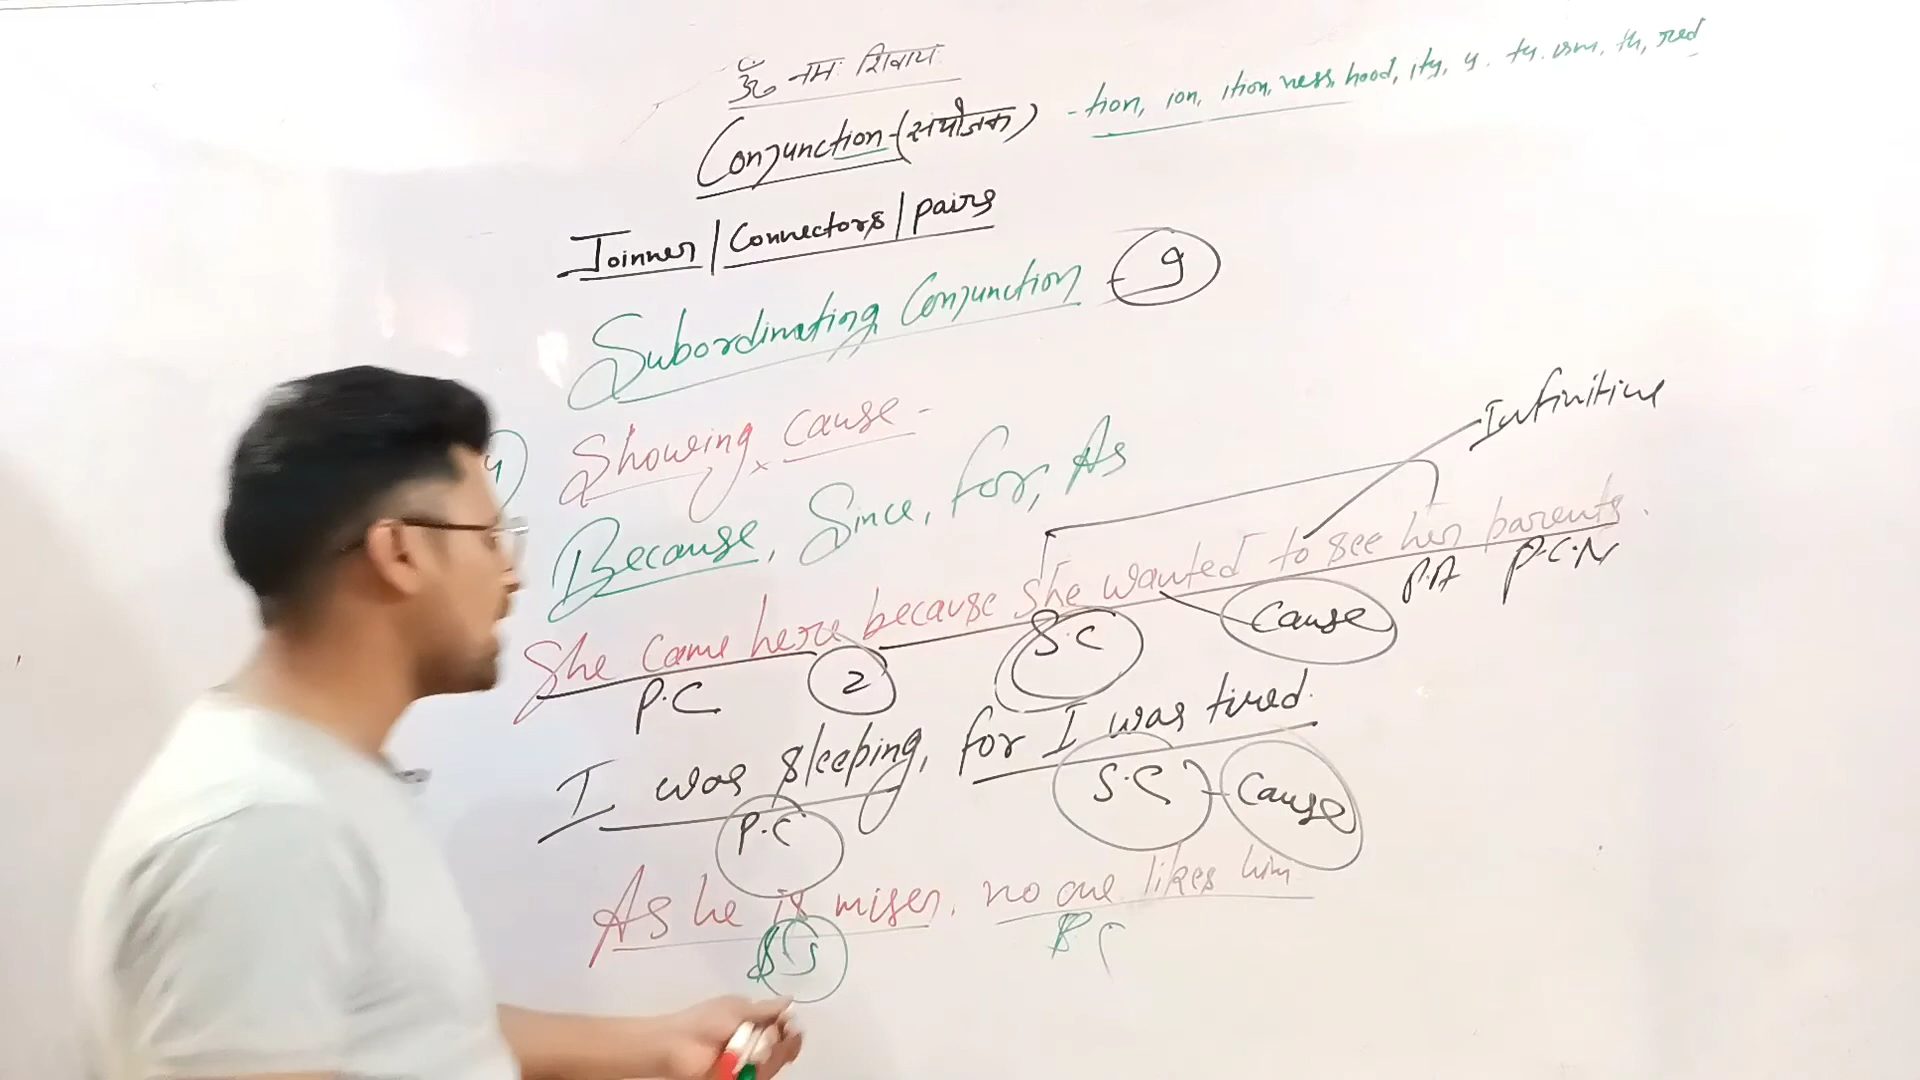 ॐ नमः शिवाय
Conjunction-(संयोजक) - tion, ion, ition, ness, hood, ity, y. ty. ism, th, red
Joinner | Connectors | pairs
Subordinating Conjunction - 9
4) Showing cause -
Because, Since, for, As
Infinitive
She came here because she wanted to see her parents.
P.C 2 S.C Cause P.A P.C.N
I was sleeping, for I was tired.
P.C S.C - Cause
As he is miser, no one likes him